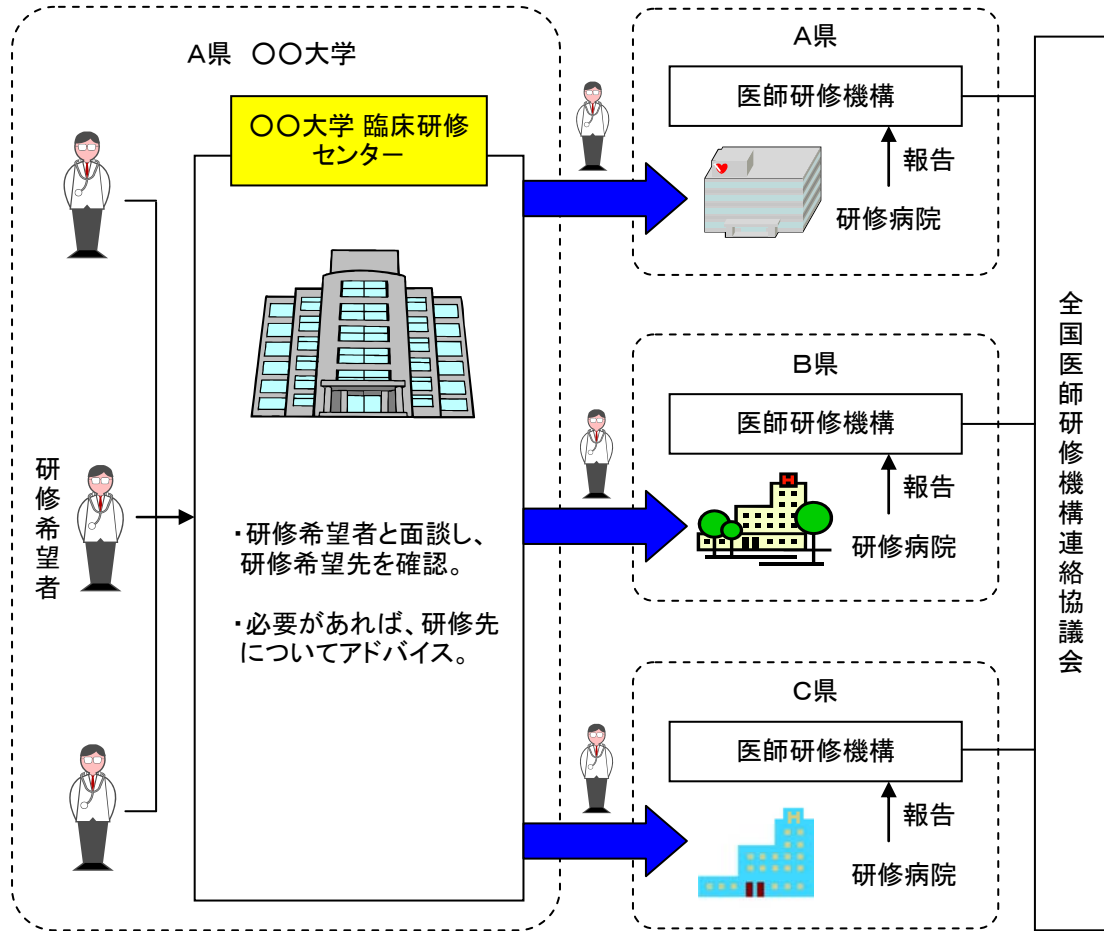 A県 〇〇大学
〇〇大学 臨床研修
センター
研修希望者
・研修希望者と面談し、
研修希望先を確認。
・必要があれば、研修先
についてアドバイス。
A県
医師研修機構
報告
研修病院
B県
医師研修機構
報告
研修病院
C県
医師研修機構
報告
研修病院
全国医師研修機構連絡協議会